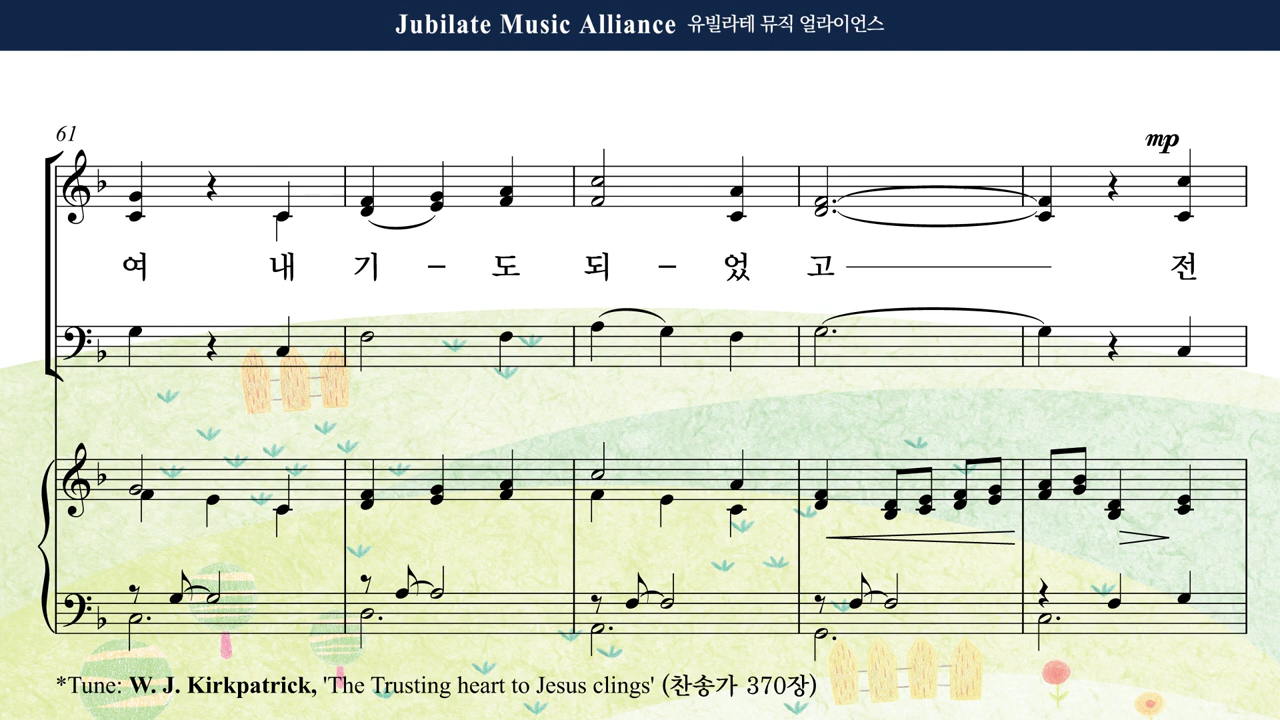 Jubilate Music Alliance 유빌라테 뮤직 얼라이언스
61
mp
여 내 기 – 도 되 – 었 고 전
*Tune: W. J. Kirkpatrick, 'The Trusting heart to Jesus clings' (찬송가 370장)